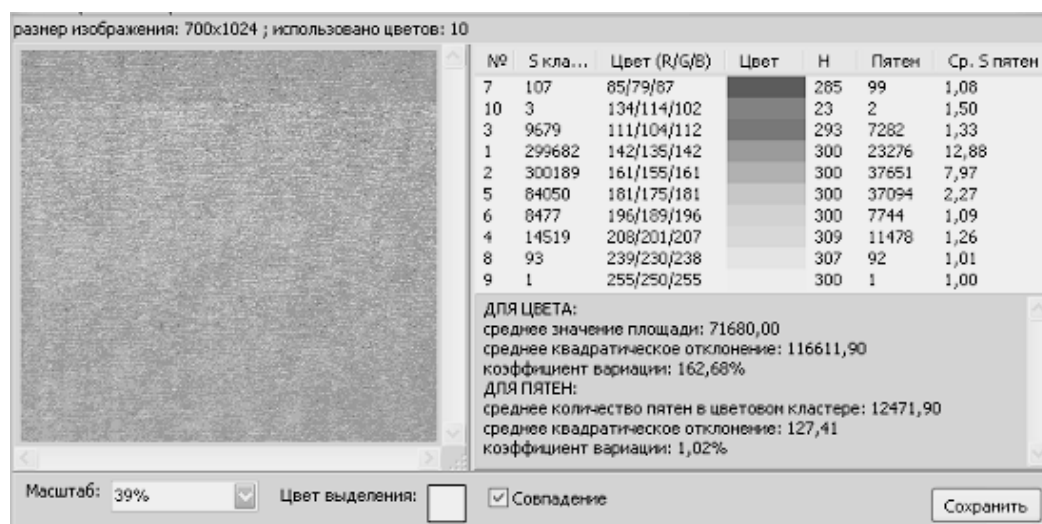 размер изображения: 700x1024 ; использовано цветов: 10
№ S кла... Цвет (R/G/B) Цвет H Пятен Ср. S пятен
7 107 85/79/87 285 99 1,08
10 3 134/114/102 23 2 1,50
3 9679 111/104/112 293 7282 1,33
1 299682 142/135/142 300 23276 12,88
2 300189 161/155/161 300 37651 7,97
5 84050 181/175/181 300 37094 2,27
6 8477 196/189/196 300 7744 1,09
4 14519 208/201/207 309 11478 1,26
8 93 239/230/238 307 92 1,01
9 1 255/250/255 300 1 1,00
ДЛЯ ЦВЕТА:
среднее значение площади: 71680,00
среднее квадратическое отклонение: 116611,90
коэффициент вариации: 162,68%
ДЛЯ ПЯТЕН:
среднее количество пятен в цветовом кластере: 12471,90
среднее квадратическое отклонение: 127,41
коэффициент вариации: 1,02%
Масштаб: 39% Цвет выделения: Совпадение Сохранить